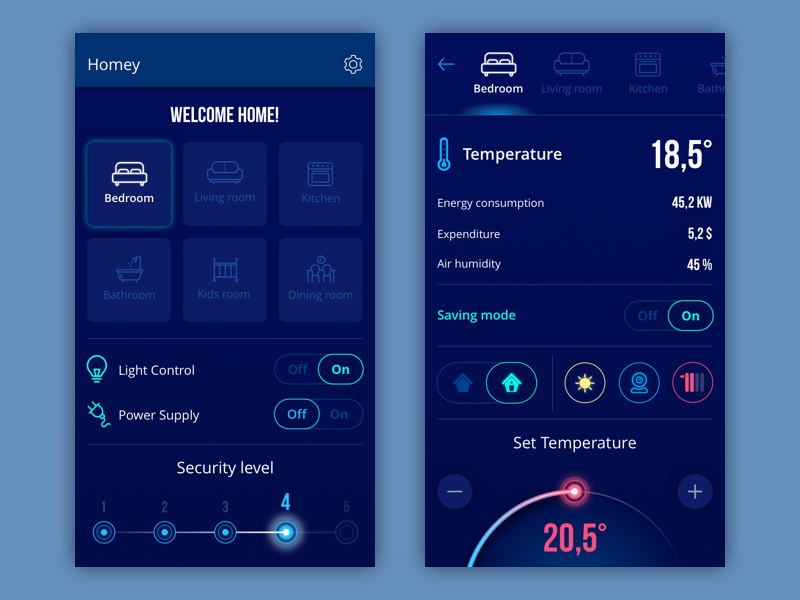 Homey
WELCOME HOME!
Bedroom
Living room
Kitchen
Bathroom
Kids room
Dining room
Light Control
Off On
Power Supply
Off On
Security level
1 2 3 4 5
Bedroom Living room Kitchen Bathr
Temperature 18,5°
Energy consumption 45,2 KW
Expenditure 5,2 $
Air humidity 45 %
Saving mode Off On
Set Temperature
20,5°